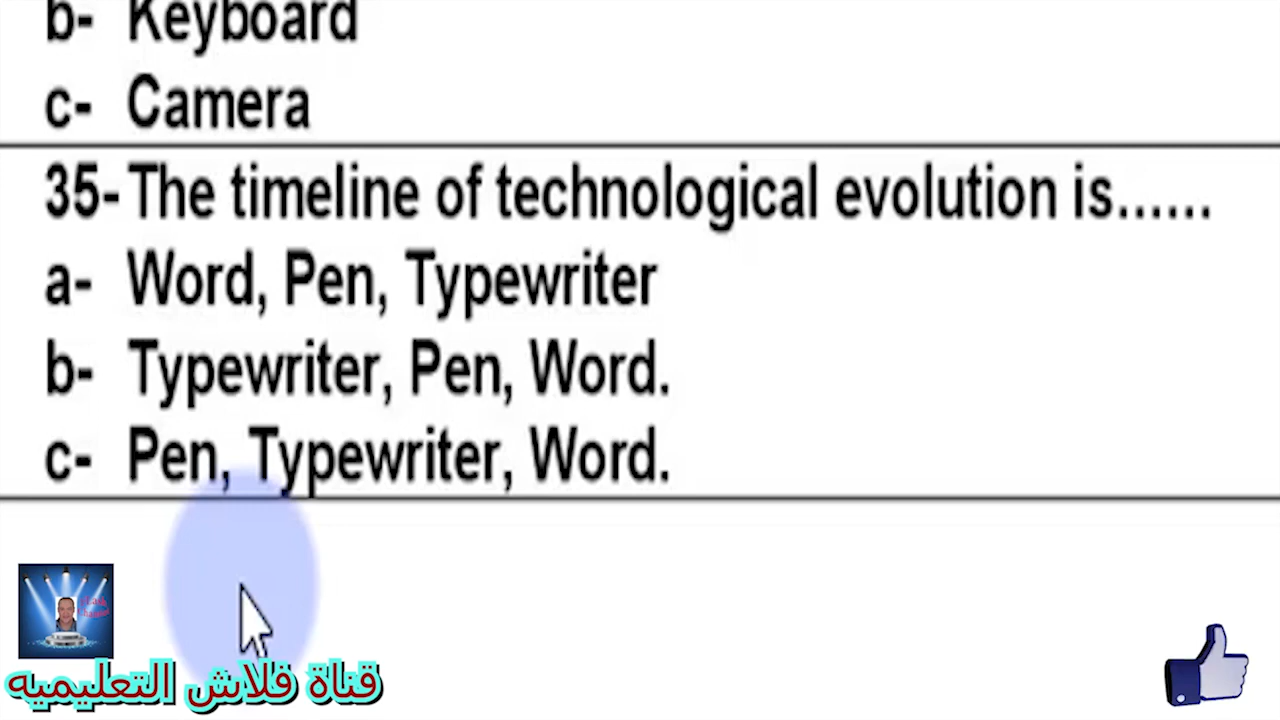 b- Keyboard
c- Camera
35- The timeline of technological evolution is......
a- Word, Pen, Typewriter
b- Typewriter, Pen, Word.
c- Pen, Typewriter, Word.
قناة فلاش التعليميه